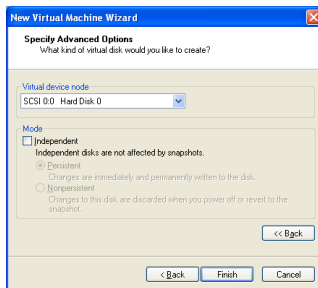 New Virtual Machine Wizard
Specify Advanced Options
What kind of virtual disk would you like to create?
Virtual device node
SCSI 0:0 Hard Disk 0
Mode
Independent
Independent disks are not affected by snapshots.
Persistent
Changes are immediately and permanently written to the disk.
Nonpersistent
Changes to this disk are discarded when you power off or revert to the
snapshot.
<< Back
< Back
Finish
Cancel